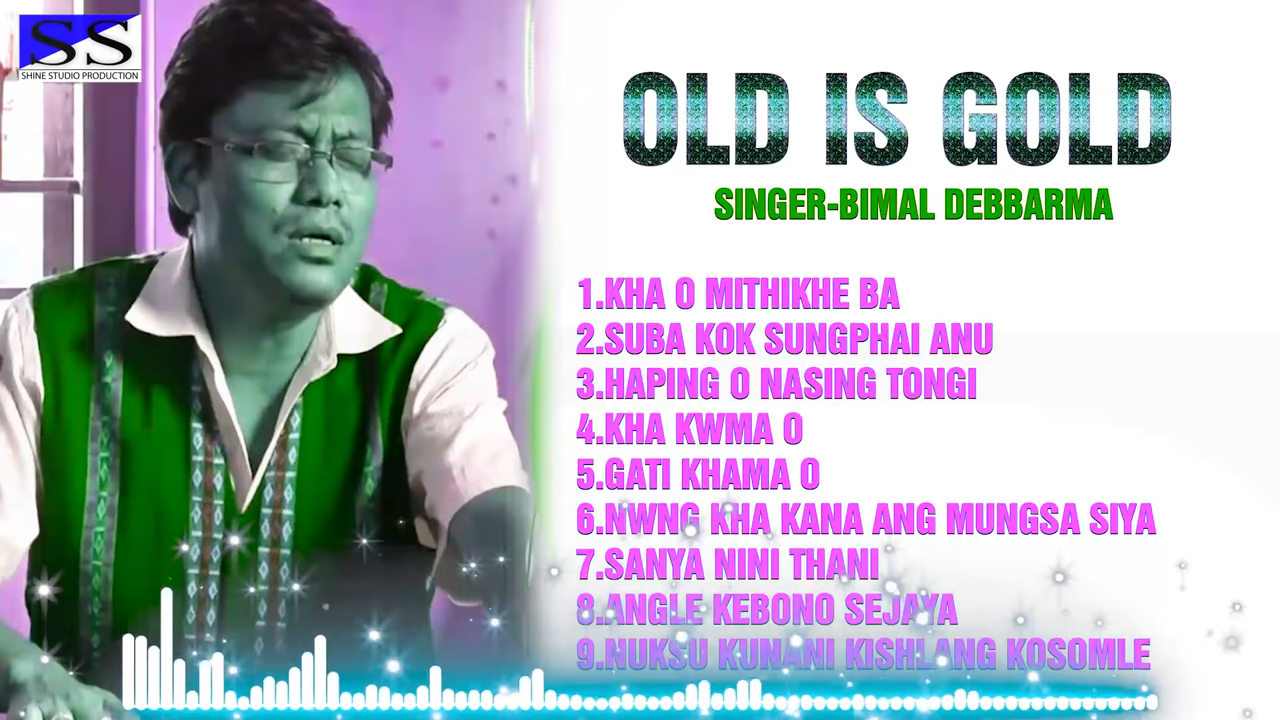 SS
SHINE STUDIO PRODUCTION
OLD IS GOLD
SINGER-BIMAL DEBBARMA
1.KHA O MITHIKHE BA
2.SUBA KOK SUNGPHAI ANU
3.HAPING O NASING TONGI
4.KHA KWMA O
5.GATI KHAMA O
6.NWNG KHA KANA ANG MUNGSA SIYA
7.SANYA NINI THANI
8.ANGLE KEBONO SEJAYA
9.NUKSU KUNANI KISHLANG KOSOMLE